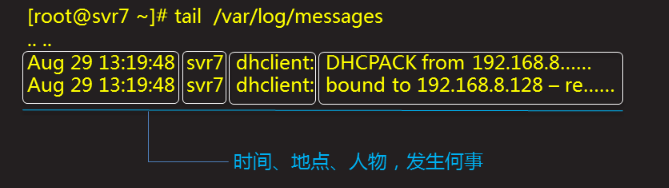 [root@svr7 ~]# tail /var/log/messages
.. ..
Aug 29 13:19:48 svr7 dhclient: DHCPACK from 192.168.8......
Aug 29 13:19:48 svr7 dhclient: bound to 192.168.8.128 – re......
时间、地点、人物，发生何事